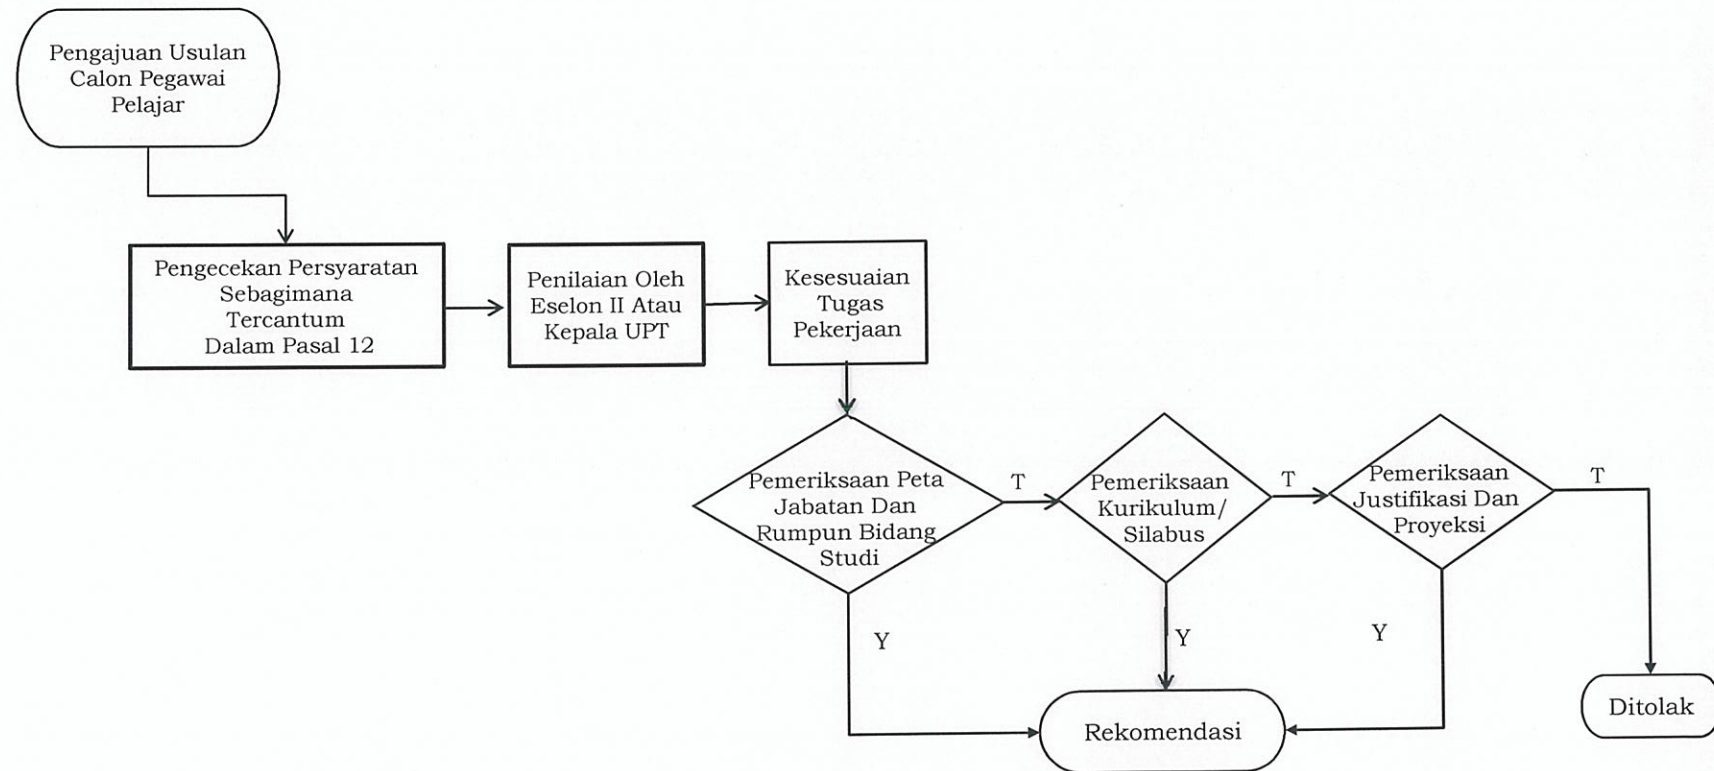 Pengajuan Usulan
Calon Pegawai
Pelajar
Pengecekan Persyaratan
Sebagimana
Tercantum
Dalam Pasal 12
Penilaian Oleh
Eselon II Atau
Kepala UPT
Kesesuaian
Tugas
Pekerjaan
Pemeriksaan Peta
Jabatan Dan
Rumpun Bidang
Studi
T
Pemeriksaan
Kurikulum/
Silabus
T
Pemeriksaan
Justifikasi Dan
Proyeksi
T
Y
Y
Y
Rekomendasi
Ditolak